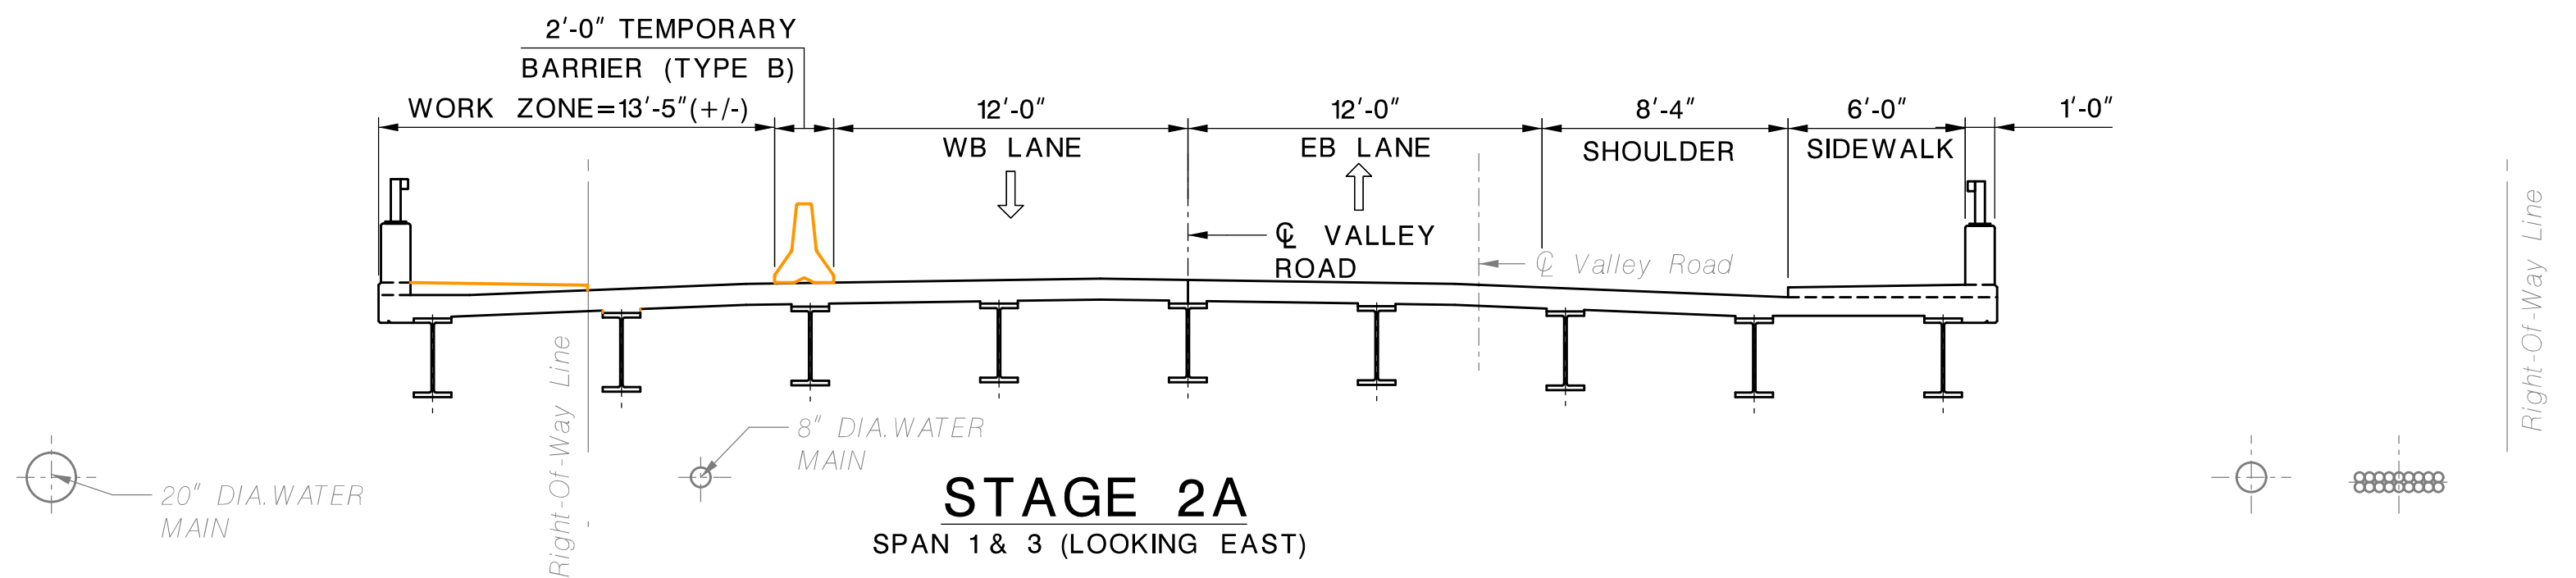 2'-0" TEMPORARY
BARRIER (TYPE B)
WORK ZONE=13'-5"(+/-)
12'-0"
12'-0"
8'-4"
6'-0"
1'-0"
WB LANE
EB LANE
SHOULDER
SIDEWALK
℄ VALLEY
ROAD
℄ Valley Road
Right-Of-Way Line
Right-Of-Way Line
8" DIA.WATER
MAIN
20" DIA.WATER
MAIN
STAGE 2A
SPAN 1 & 3 (LOOKING EAST)